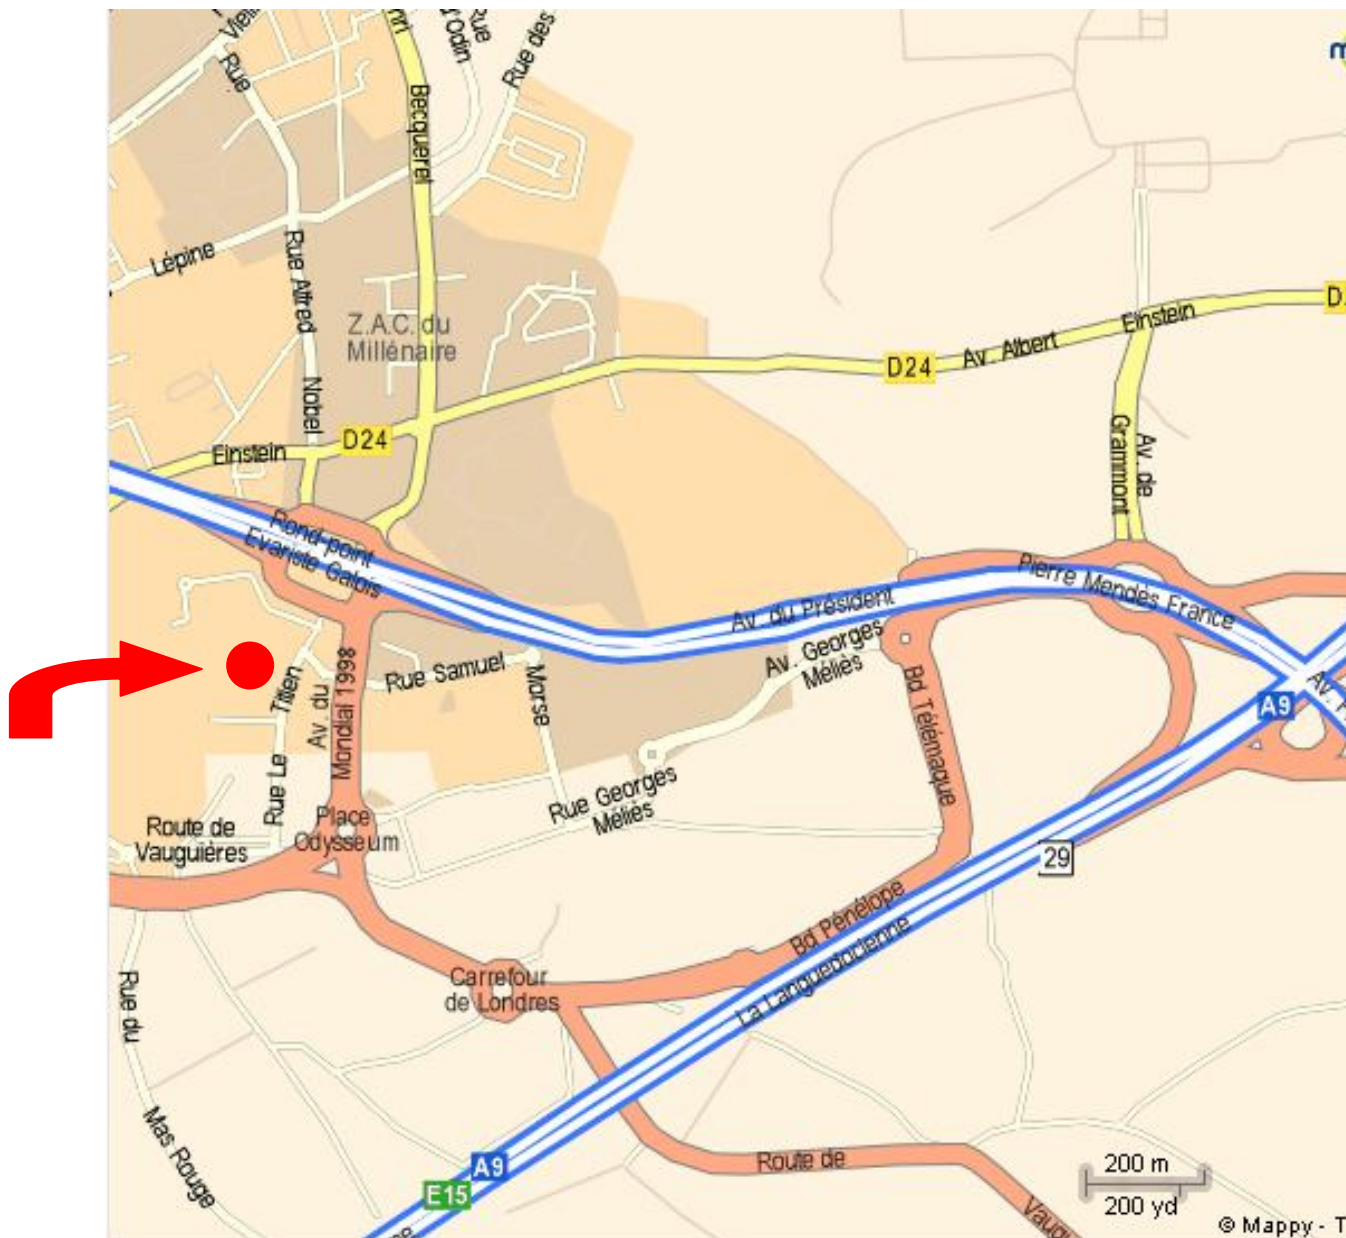 Rue
Becquerel
Rue des
Lépine
Rue Alfred
Nobel
Z.A.C. du
Millénaire
D24
Av. Albert
Einstein
Einstein
D24
Av. de
Grammont
Rond-point
Evariste Galois
Av. du Président
Pierre Mendès France
Av. Georges
Méliès
Rue Samuel
Morse
Rue Le Titien
Av. du
Mondial 1998
Bd Télémaque
A9
Rue Georges
Méliès
Route de
Vauguières
Place
Odysseum
29
Bd Pénélope
La Languedocienne
Carrefour
de Londres
Rue du
Mas Rouge
A9
E15
Route de
200 m
200 yd
© Mappy - T